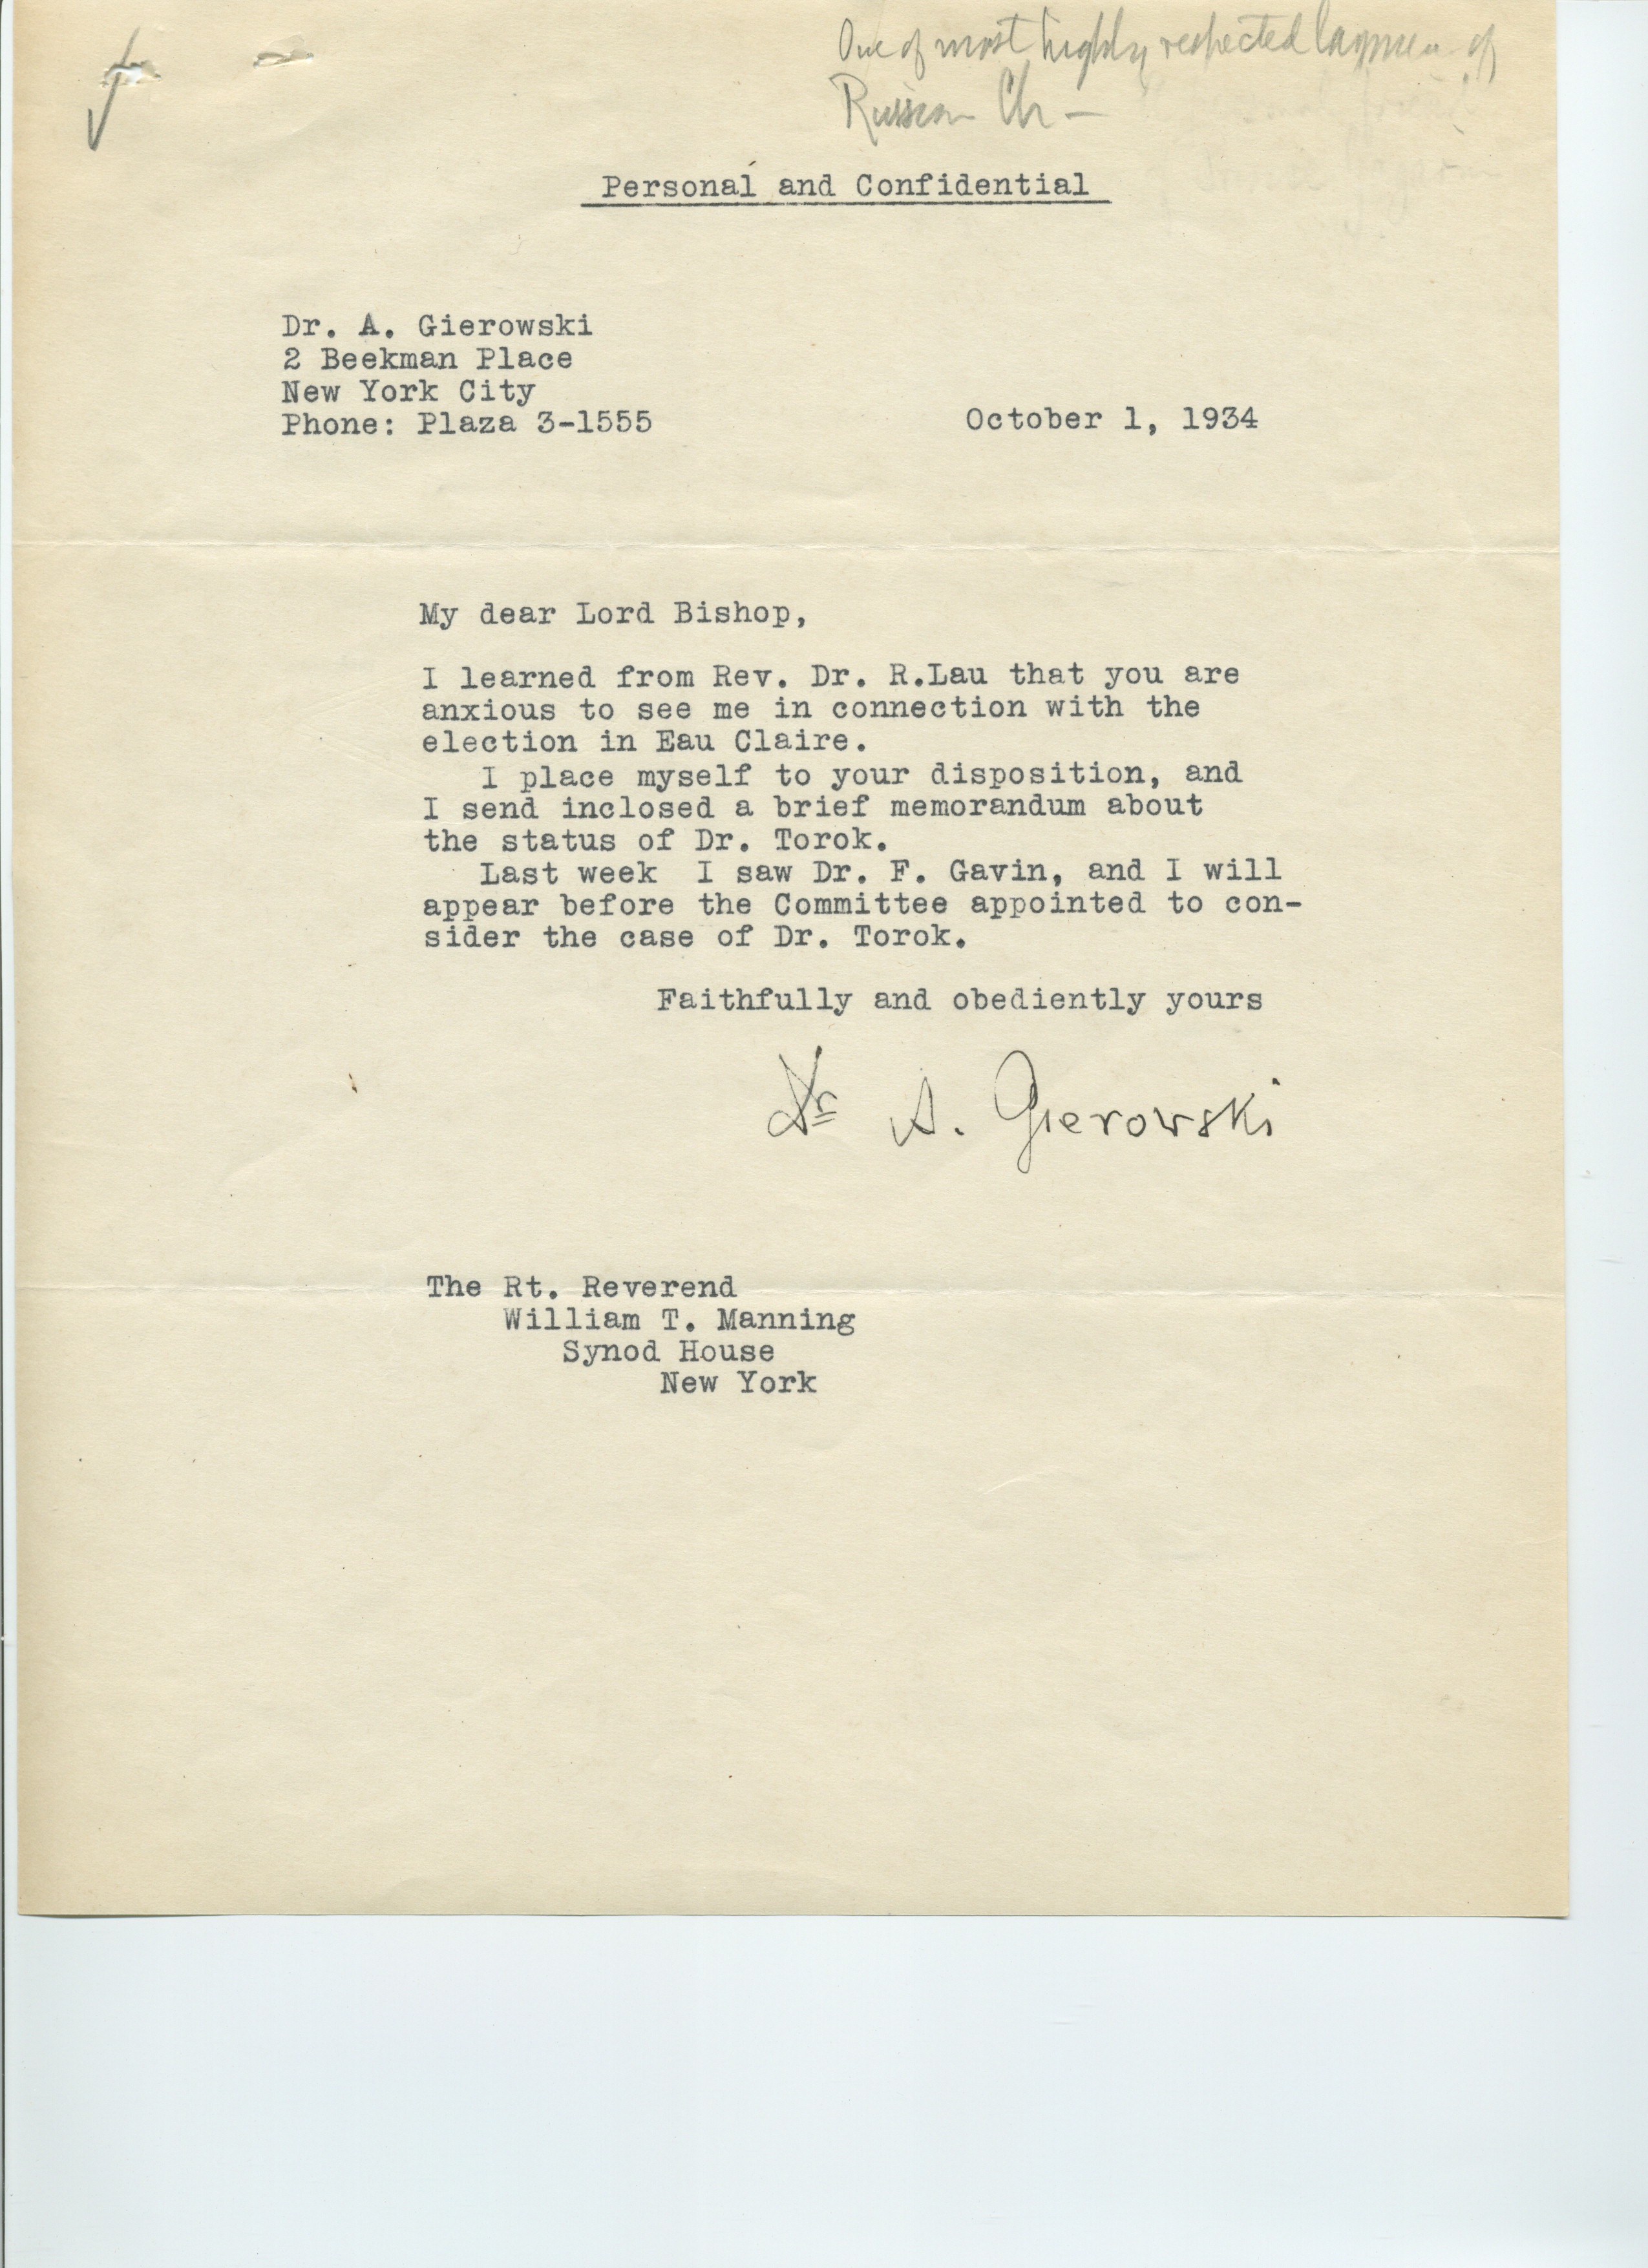 One of most highly respected laymen of
Russian Ch —
Personal and Confidential
Dr. A. Gierowski
2 Beekman Place
New York City
Phone: Plaza 3-1555
October 1, 1934
My dear Lord Bishop,
I learned from Rev. Dr. R.Lau that you are
anxious to see me in connection with the
election in Eau Claire.
I place myself to your disposition, and
I send inclosed a brief memorandum about
the status of Dr. Torok.
Last week I saw Dr. F. Gavin, and I will
appear before the Committee appointed to con-
sider the case of Dr. Torok.
Faithfully and obediently yours
Dr A. Gierowski
The Rt. Reverend
William T. Manning
Synod House
New York